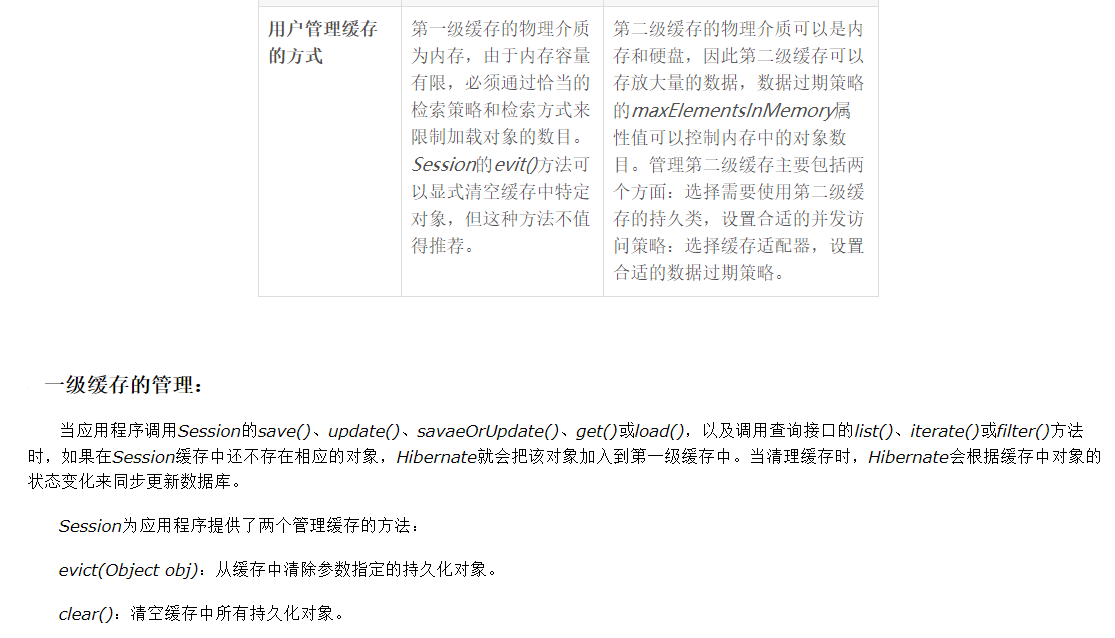 用户管理缓存
的方式
第一级缓存的物理介质
为内存，由于内存容量
有限，必须通过恰当的
检索策略和检索方式来
限制加载对象的数目。
Session的evit()方法可
以显式清空缓存中特定
对象，但这种方法不值
得推荐。
第二级缓存的物理介质可以是内
存和硬盘，因此第二级缓存可以
存放大量的数据，数据过期策略
的maxElementsInMemory属
性值可以控制内存中的对象数
目。管理第二级缓存主要包括两
个方面：选择需要使用第二级缓
存的持久类，设置合适的并发访
问策略：选择缓存适配器，设置
合适的数据过期策略。
一级缓存的管理：
当应用程序调用Session的save()、update()、savaeOrUpdate()、get()或load()，以及调用查询接口的list()、iterate()或filter()方法
时，如果在Session缓存中还不存在相应的对象，Hibernate就会把该对象加入到第一级缓存中。当清理缓存时，Hibernate会根据缓存中对象的
状态变化来同步更新数据库。
Session为应用程序提供了两个管理缓存的方法：
evict(Object obj)：从缓存中清除参数指定的持久化对象。
clear()：清空缓存中所有持久化对象。